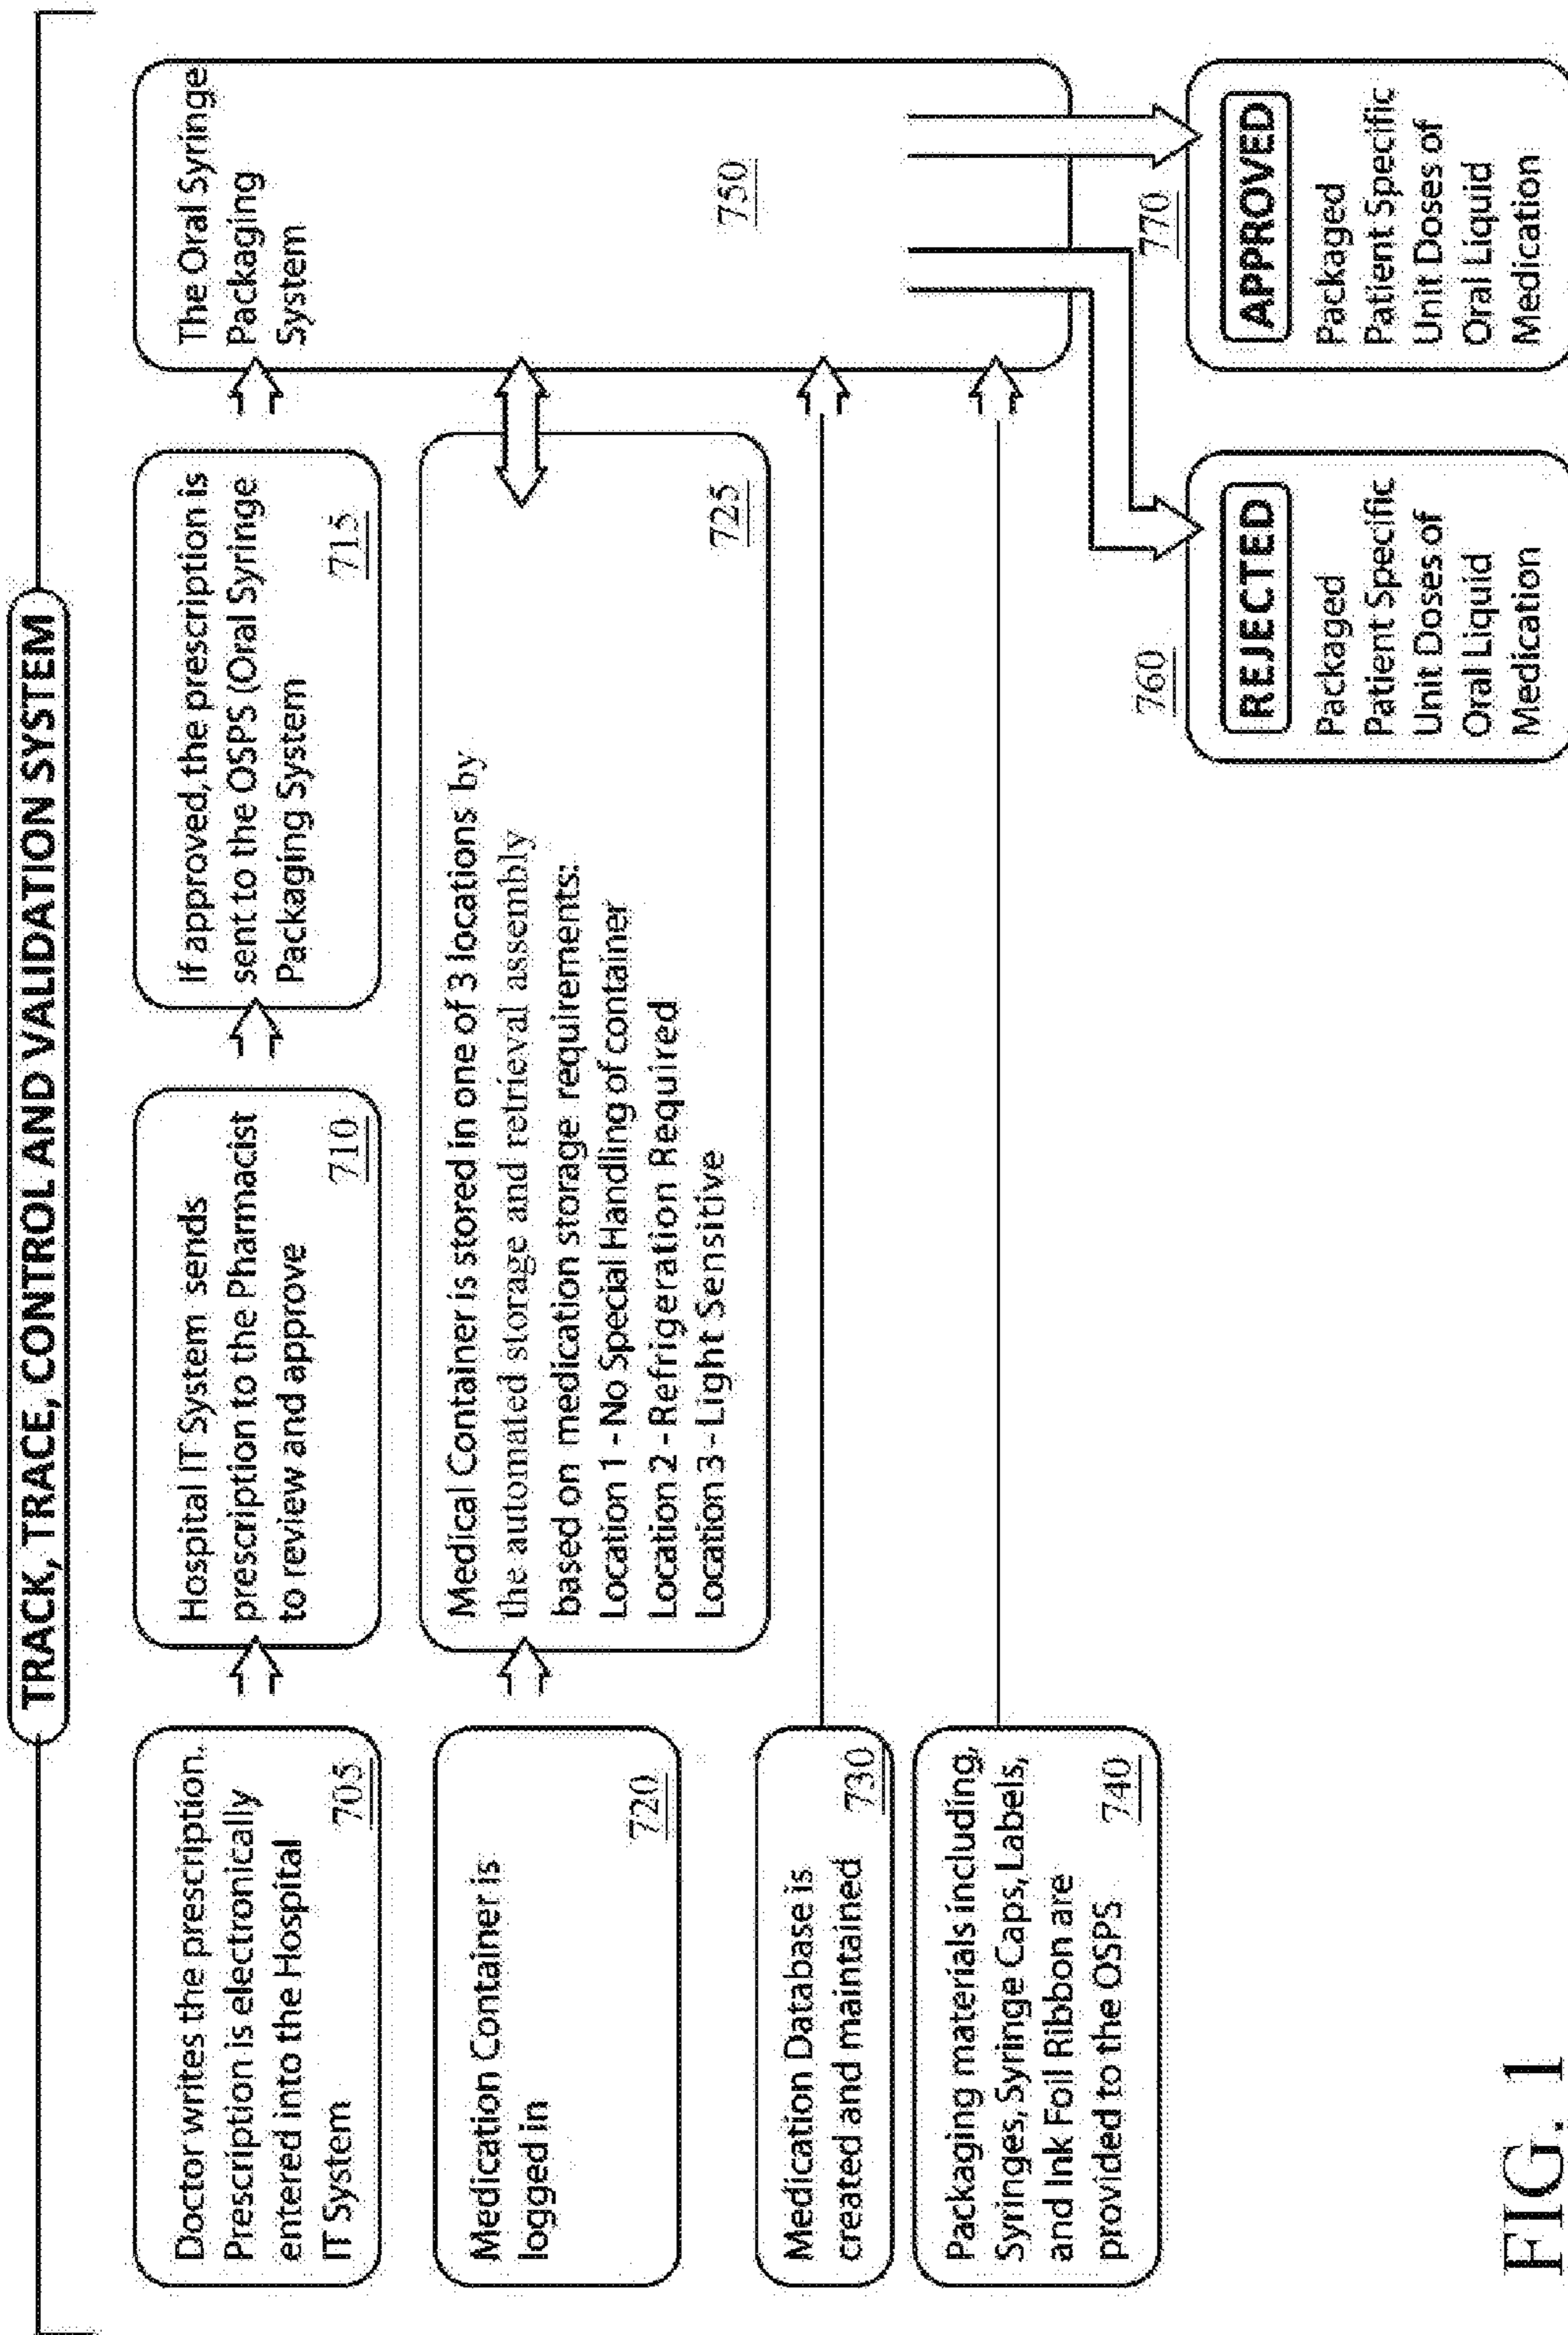 TRACK, TRACE, CONTROL AND VALIDATION SYSTEM
Doctor writes the prescription.
Prescription is electronically
entered into the Hospital
IT System
705
Hospital IT System sends
prescription to the Pharmacist
to review and approve
710
If approved, the prescription is
sent to the OSPS (Oral Syringe
Packaging System
715
The Oral Syringe
Packaging
System
750
Medication Container is
logged in
720
Medical Container is stored in one of 3 locations by
the automated storage and retrieval assembly
based on medication storage requirements:
Location 1 - No Special Handling of container
Location 2 - Refrigeration Required
Location 3 - Light Sensitive
725
Medication Database is
created and maintained
730
Packaging materials including,
Syringes, Syringe Caps, Labels,
and Ink Foil Ribbon are
provided to the OSPS
740
760
REJECTED
Packaged
Patient Specific
Unit Doses of
Oral Liquid
Medication
770
APPROVED
Packaged
Patient Specific
Unit Doses of
Oral Liquid
Medication
FIG. 1